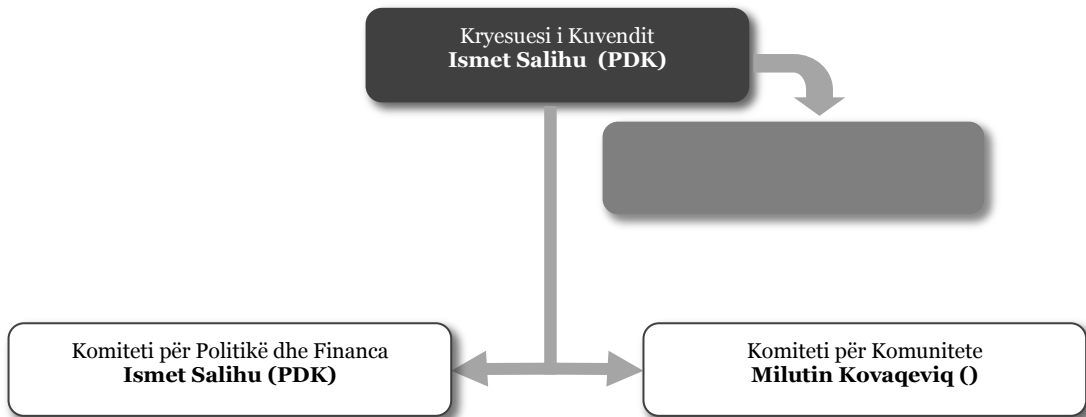 Kryesuesi i Kuvendit
Ismet Salihu (PDK)
Komiteti për Politikë dhe Financa
Ismet Salihu (PDK)
Komiteti për Komunitete
Milutin Kovaqeviq ()